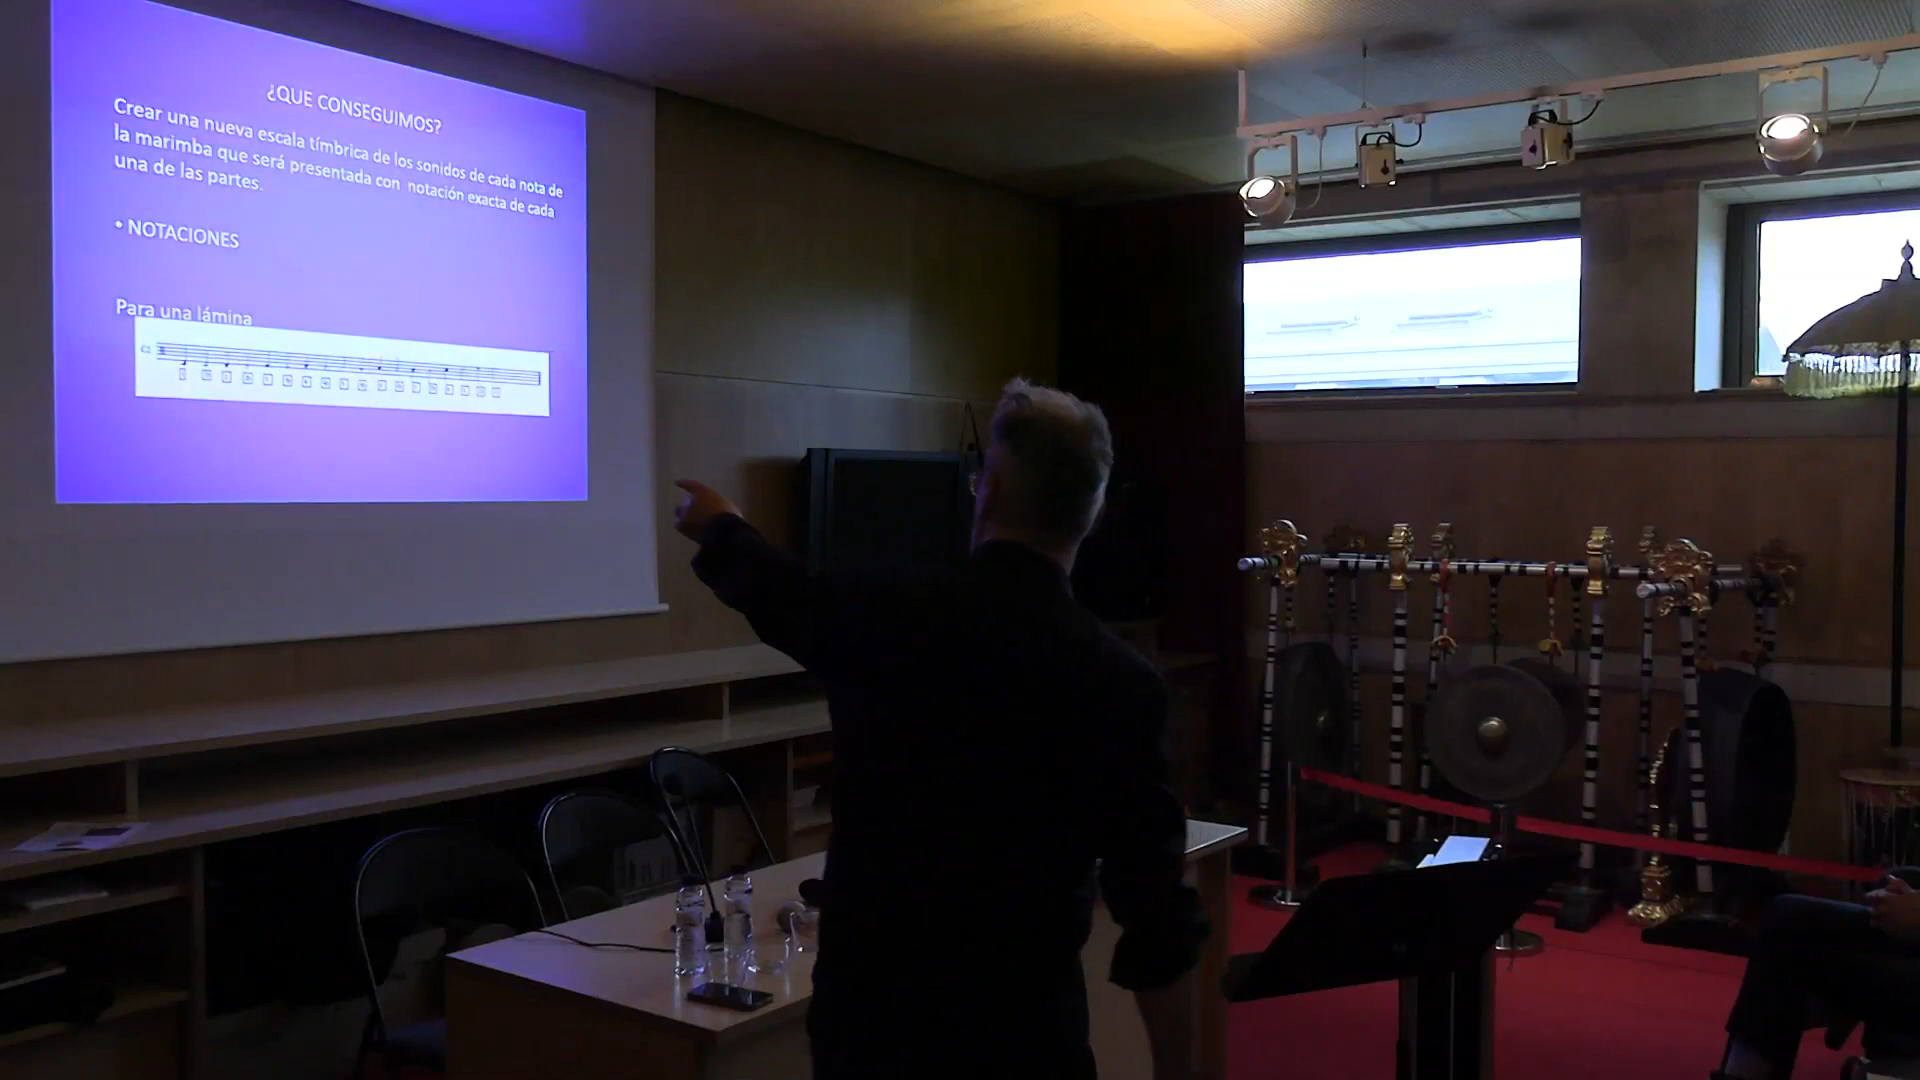 ¿QUE CONSEGUIMOS?
Crear una nueva escala tímbrica de los sonidos de cada nota de
la marimba que será presentada con notación exacta de cada
una de las partes.
• NOTACIONES
Para una lámina